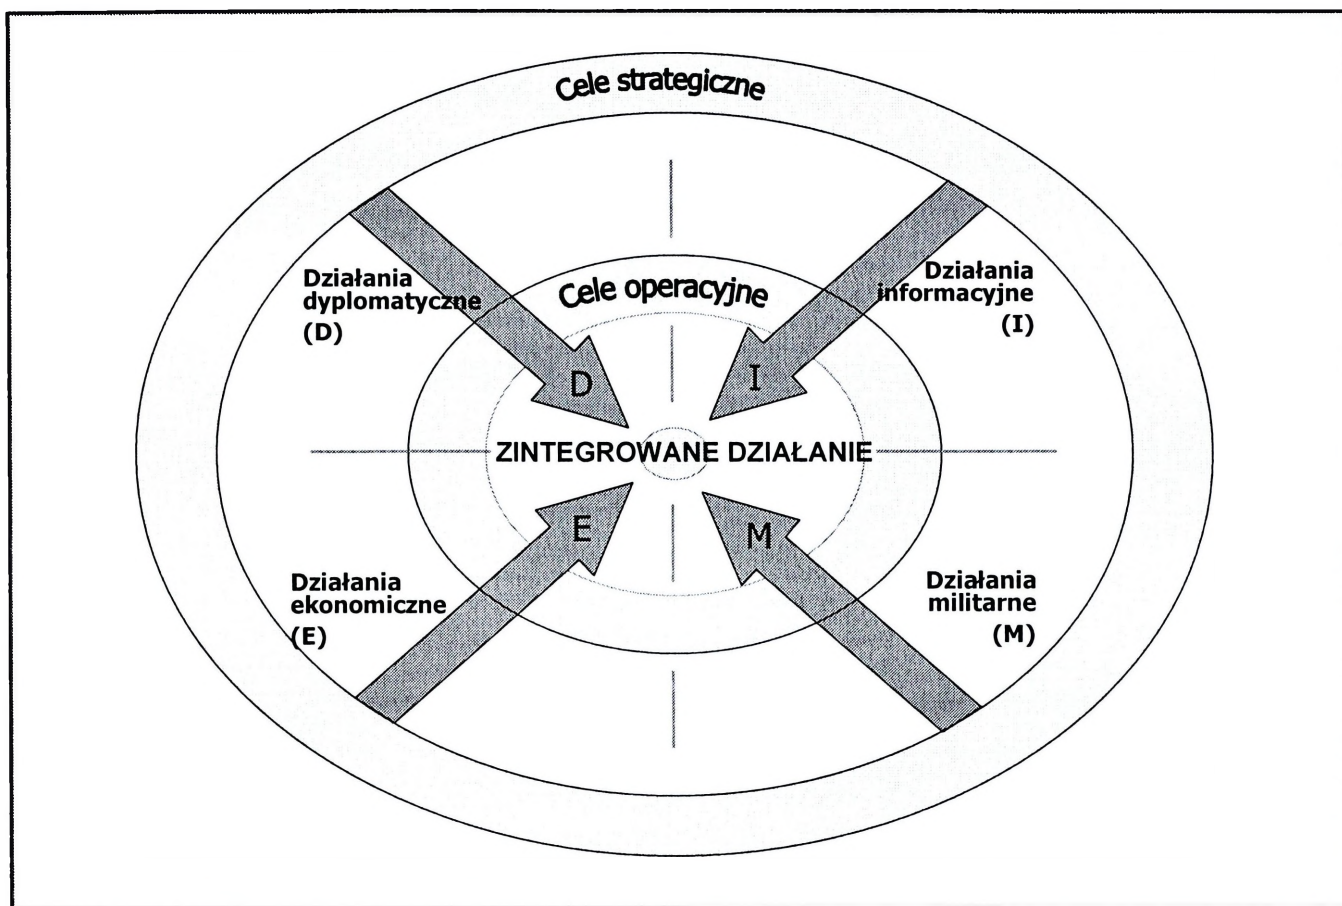 Cele strategiczne
Działania
dyplomatyczne
(D)
Działania
informacyjne
(I)
Cele operacyjne
D
I
ZINTEGROWANE DZIAŁANIE
E
M
Działania
ekonomiczne
(E)
Działania
militarne
(M)